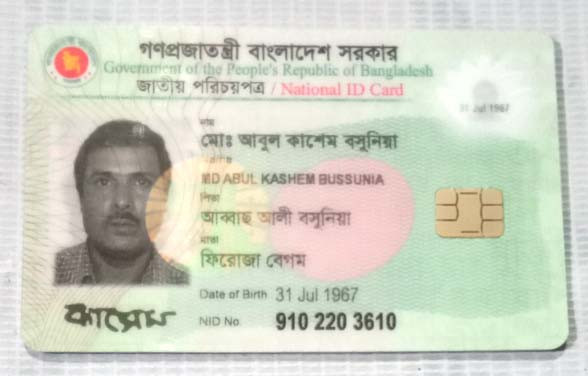 গণপ্রজাতন্ত্রী বাংলাদেশ সরকার
Government of the People's Republic of Bangladesh
জাতীয় পরিচয়পত্র / National ID Card
31 Jul 1967
নাম
মোঃ আবুল কাশেম বসুনিয়া
Name
MD ABUL KASHEM BUSSUNIA
পিতা
আব্বাছ আলী বসুনিয়া
মাতা
ফিরোজা বেগম
Date of Birth 31 Jul 1967
NID No. 910 220 3610
কাশেম